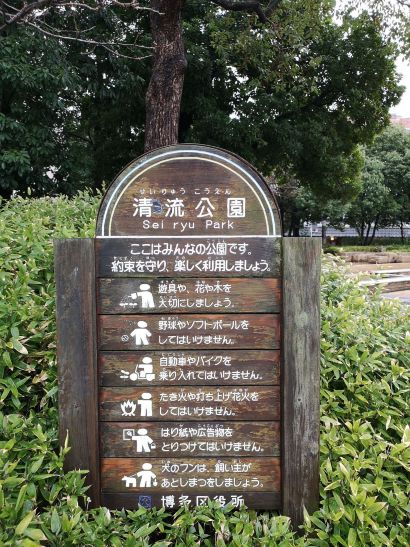 せいりゅう こうえん
清流公園
Sei ryu Park
ここはみんなの公園です。
約束を守り、楽しく利用しましょう。
遊具や、花や木を
大切にしましょう。
野球やソフトボールを
してはいけません。
自動車やバイクを
乗り入れてはいけません。
たき火や打ち上げ花火を
してはいけません。
はり紙や広告物を
とりつけてはいけません。
犬のフンは、飼い主が
あとしまつをしましょう。
博多区役所